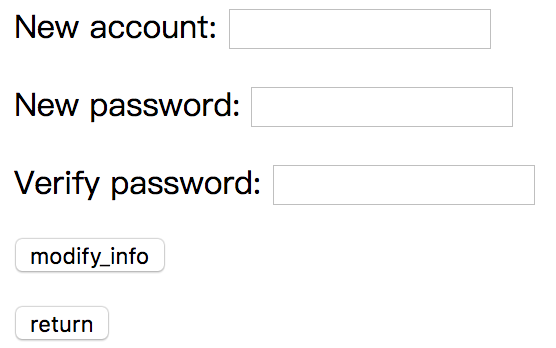 New account:
New password:
Verify password:
modify_info
return